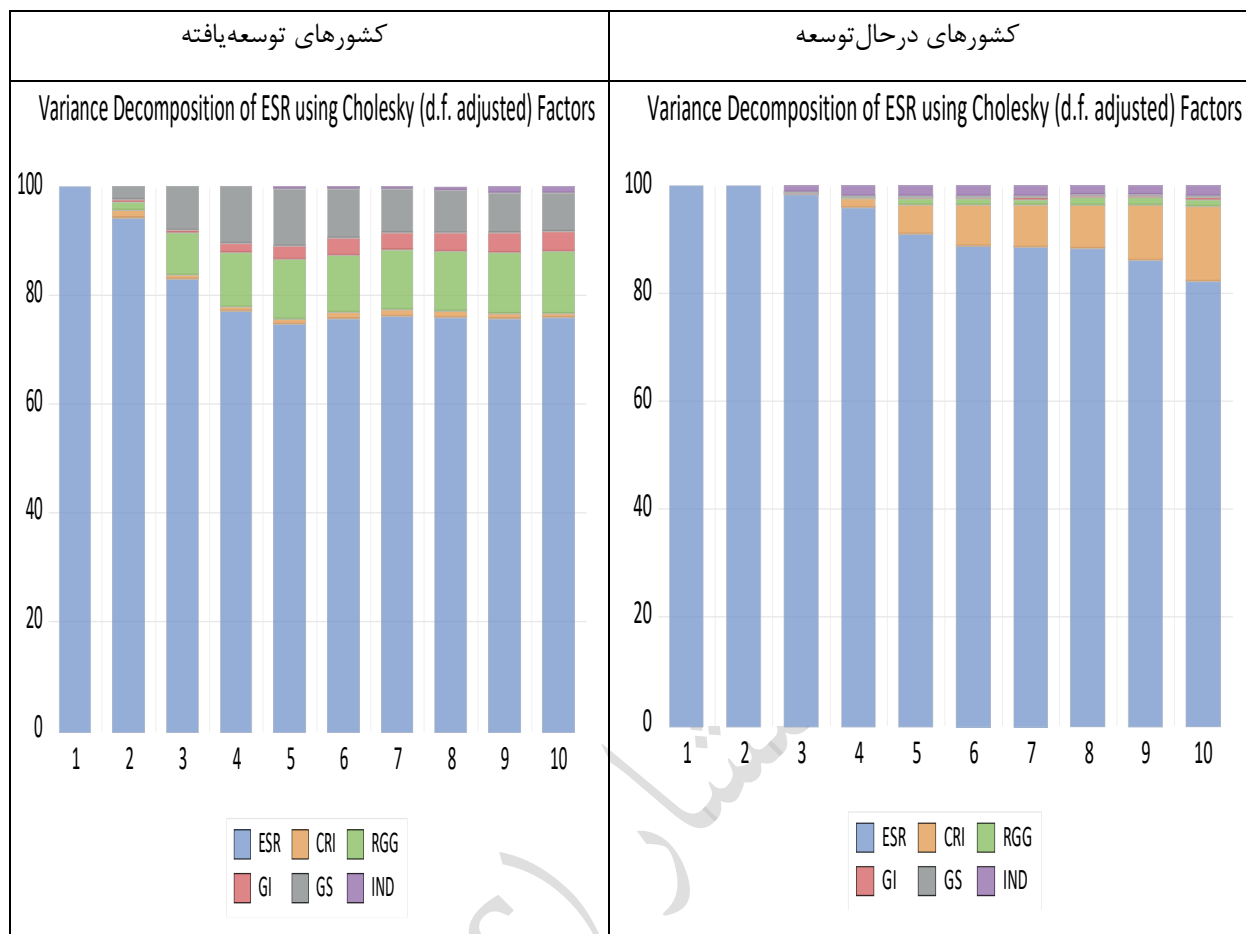 کشورهای توسعه‌یافته
کشورهای درحال‌توسعه
Variance Decomposition of ESR using Cholesky (d.f. adjusted) Factors
100
80
60
40
20
0
1 2 3 4 5 6 7 8 9 10
ESR CRI RGG
GI GS IND
Variance Decomposition of ESR using Cholesky (d.f. adjusted) Factors
100
80
60
40
20
0
1 2 3 4 5 6 7 8 9 10
ESR CRI RGG
GI GS IND